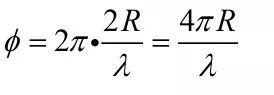 ϕ = 2π • 2R/λ = 4πR/λ